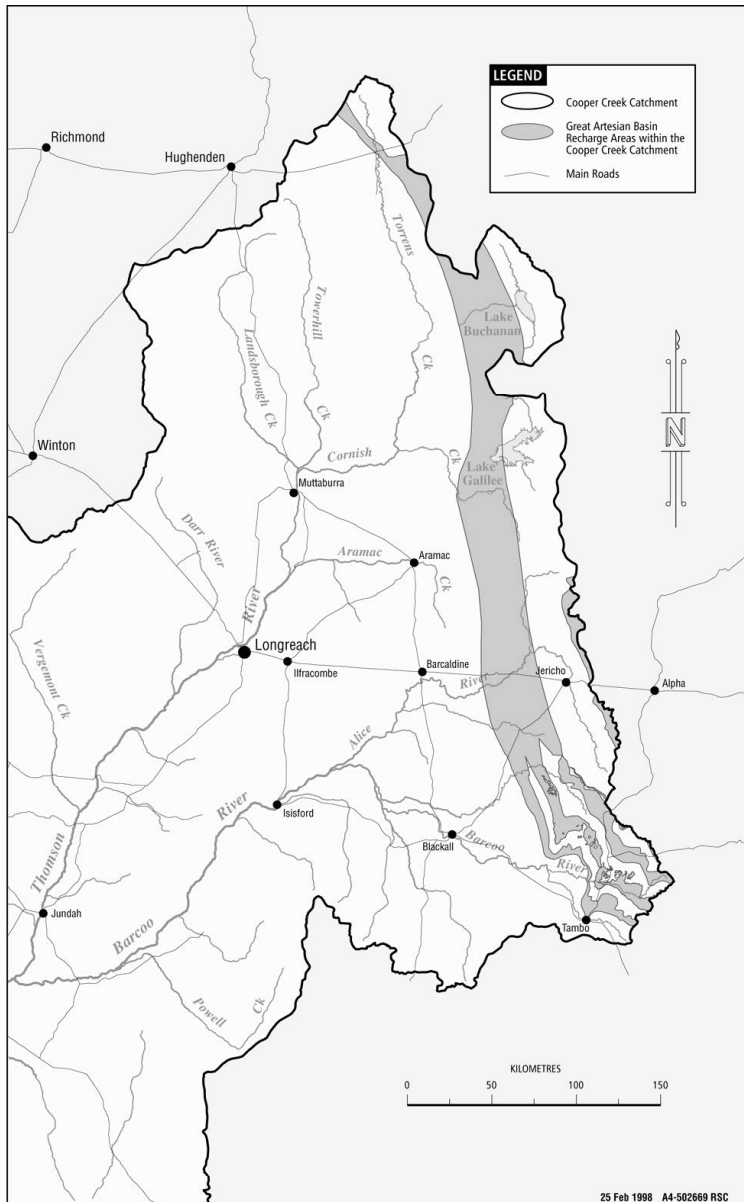 LEGEND
Cooper Creek Catchment
Great Artesian Basin
Recharge Areas within the
Cooper Creek Catchment
Main Roads
Richmond
Hughenden
Torrens
Ck
Towerhill
Ck
Landsborough Ck
Lake
Buchanan
N
Winton
Cornish
Ck
Lake
Galilee
Muttaburra
Darr River
Aramac
Aramac
Ck
River
Vergemont Ck
Longreach
Ilfracombe
Barcaldine
River
Jericho
Alpha
Alice
River
Isisford
Thomson
Blackall
Barcoo
River
Jundah
Barcoo
Tambo
Powell
Ck
KILOMETRES
0 50 100 150
25 Feb 1998 A4-502669 RSC